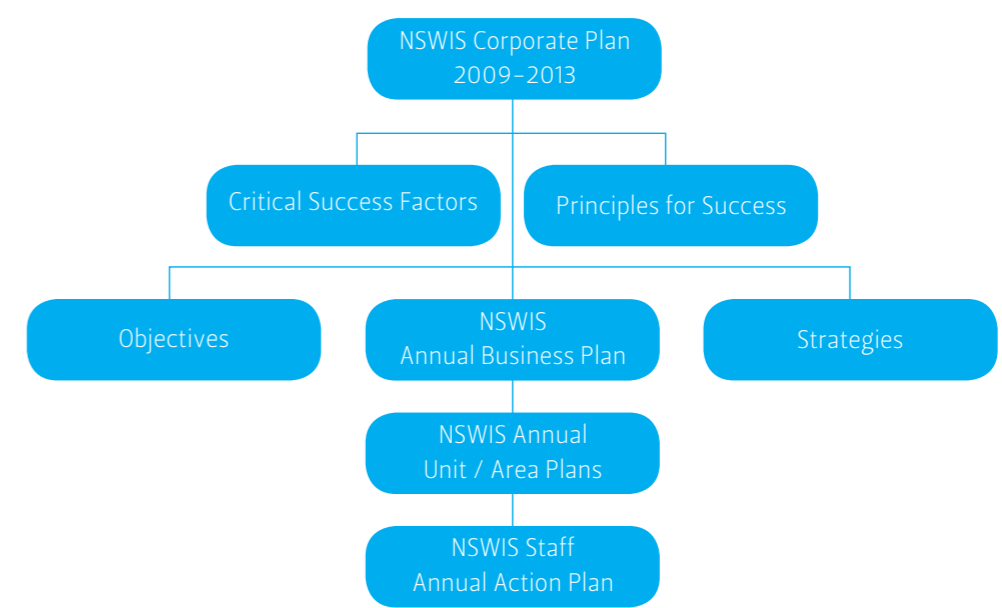 NSWIS Corporate Plan
2009–2013
Critical Success Factors
Principles for Success
Objectives
NSWIS
Annual Business Plan
Strategies
NSWIS Annual
Unit / Area Plans
NSWIS Staff
Annual Action Plan